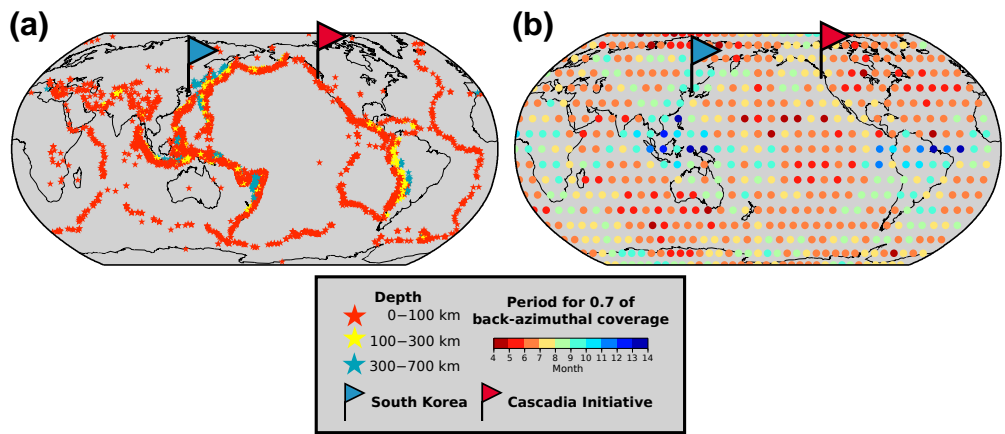 (a)
(b)
Depth
0−100 km
100−300 km
300−700 km
Period for 0.7 of
back-azimuthal coverage
4 5 6 7 8 9 10 11 12 13 14
Month
South Korea
Cascadia Initiative